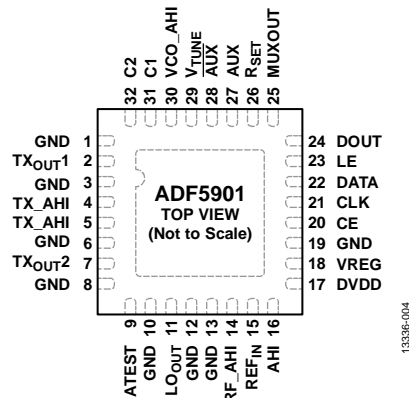 32 C2
31 C1
30 VCO_AHI
29 VTUNE
28 AUX
27 AUX
26 RSET
25 MUXOUT
GND 1
TXOUT1 2
GND 3
TX_AHI 4
TX_AHI 5
GND 6
TXOUT2 7
GND 8
ADF5901
TOP VIEW
(Not to Scale)
24 DOUT
23 LE
22 DATA
21 CLK
20 CE
19 GND
18 VREG
17 DVDD
ATEST 9
GND 10
LOOUT 11
GND 12
GND 13
RF_AHI 14
REFIN 15
AHI 16
13336-004